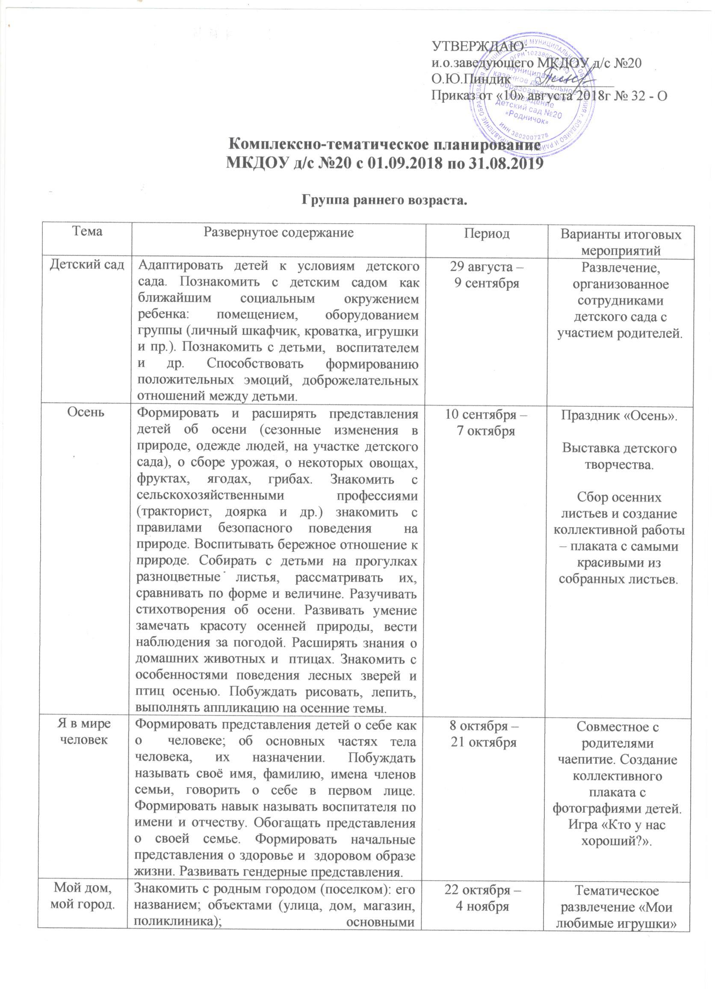 УТВЕРЖДАЮ:
и.о.заведующего МКДОУ д/с №20
О.Ю.Пиндик
Приказ от «10» августа 2018г № 32 - О
Муниципальное
казенное дошкольное
образовательное
учреждение
Детский сад №20
«Родничок»
ИНН 3802007278
Комплексно-тематическое планирование
МКДОУ д/с №20 с 01.09.2018 по 31.08.2019
Группа раннего возраста.
Тема
Развернутое содержание
Период
Варианты итоговых
мероприятий
Детский сад
Адаптировать детей к условиям детского
сада. Познакомить с детским садом как
ближайшим социальным окружением
ребенка: помещением, оборудованием
группы (личный шкафчик, кроватка, игрушки
и пр.). Познакомить с детьми, воспитателем
и др. Способствовать формированию
положительных эмоций, доброжелательных
отношений между детьми.
29 августа –
9 сентября
Развлечение,
организованное
сотрудниками
детского сада с
участием родителей.
Осень
Формировать и расширять представления
детей об осени (сезонные изменения в
природе, одежде людей, на участке детского
сада), о сборе урожая, о некоторых овощах,
фруктах, ягодах, грибах. Знакомить с
сельскохозяйственными профессиями
(тракторист, доярка и др.) знакомить с
правилами безопасного поведения на
природе. Воспитывать бережное отношение к
природе. Собирать с детьми на прогулках
разноцветные листья, рассматривать их,
сравнивать по форме и величине. Разучивать
стихотворения об осени. Развивать умение
замечать красоту осенней природы, вести
наблюдения за погодой. Расширять знания о
домашних животных и птицах. Знакомить с
особенностями поведения лесных зверей и
птиц осенью. Побуждать рисовать, лепить,
выполнять аппликацию на осенние темы.
10 сентября –
7 октября
Праздник «Осень».
Выставка детского
творчества.
Сбор осенних
листьев и создание
коллективной работы
– плаката с самыми
красивыми из
собранных листьев.
Я в мире
человек
Формировать представления детей о себе как
о человеке; об основных частях тела
человека, их назначении. Побуждать
называть своё имя, фамилию, имена членов
семьи, говорить о себе в первом лице.
Формировать навык называть воспитателя по
имени и отчеству. Обогащать представления
о своей семье. Формировать начальные
представления о здоровье и здоровом образе
жизни. Развивать гендерные представления.
8 октября –
21 октября
Совместное с
родителями
чаепитие. Создание
коллективного
плаката с
фотографиями детей.
Игра «Кто у нас
хороший?».
Мой дом,
мой город.
Знакомить с родным городом (поселком): его
названием; объектами (улица, дом, магазин,
поликлиника); основными
22 октября –
4 ноября
Тематическое
развлечение «Мои
любимые игрушки»